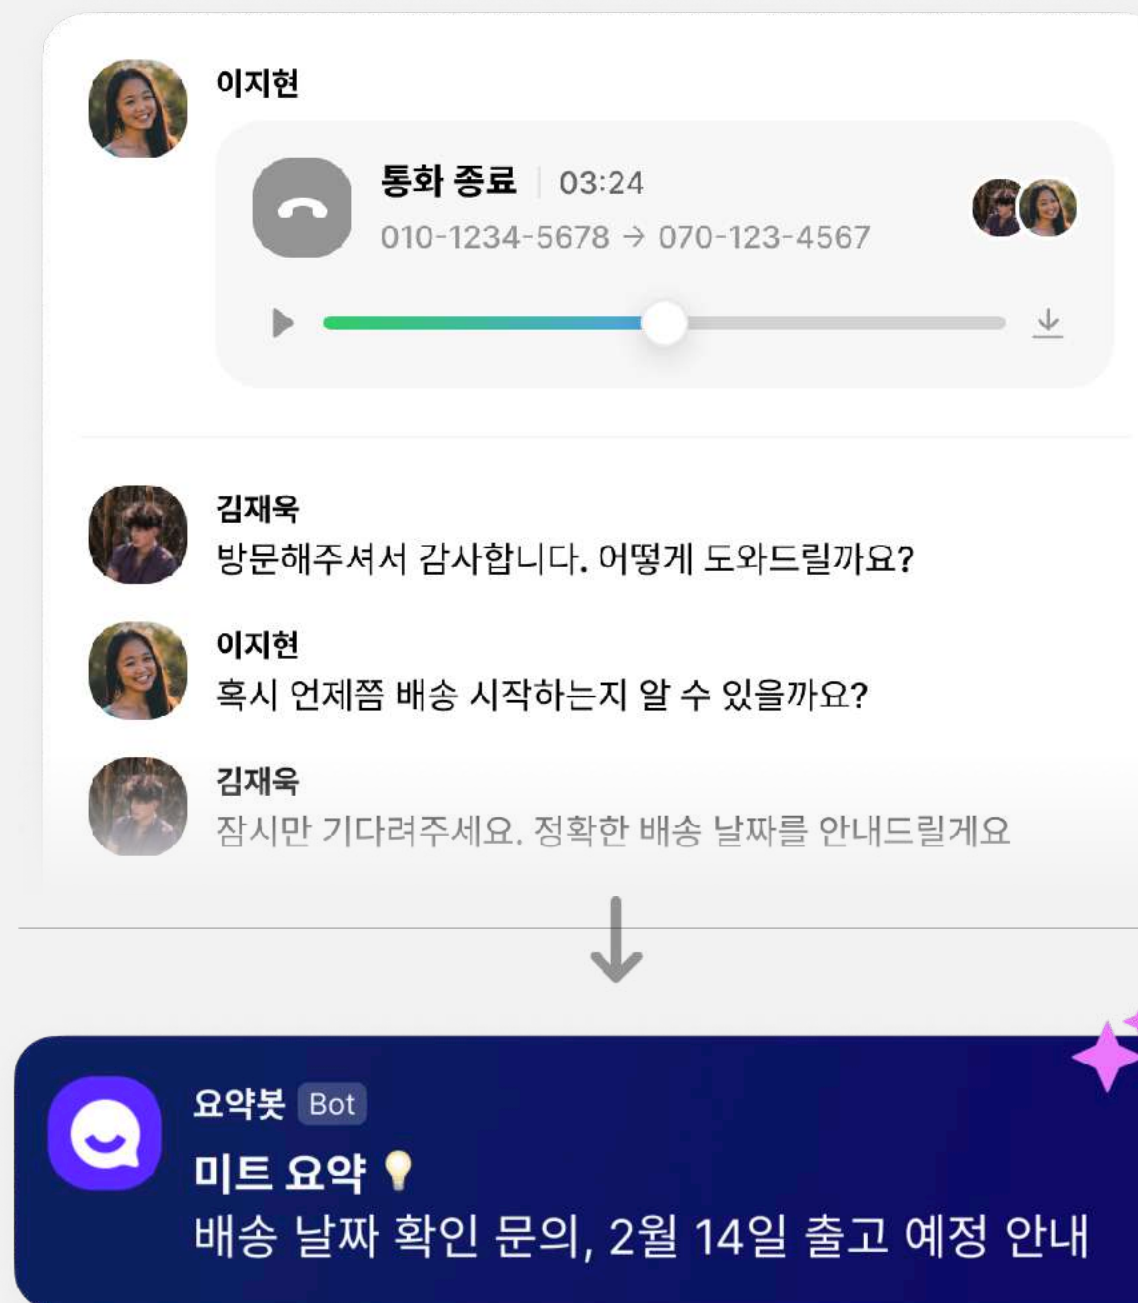 이지현
통화 종료 03:24
010-1234-5678 → 070-123-4567
김재욱
방문해주셔서 감사합니다. 어떻게 도와드릴까요?
이지현
혹시 언제쯤 배송 시작하는지 알 수 있을까요?
김재욱
잠시만 기다려주세요. 정확한 배송 날짜를 안내드릴게요
요약봇 Bot
미트 요약 💡
배송 날짜 확인 문의, 2월 14일 출고 예정 안내